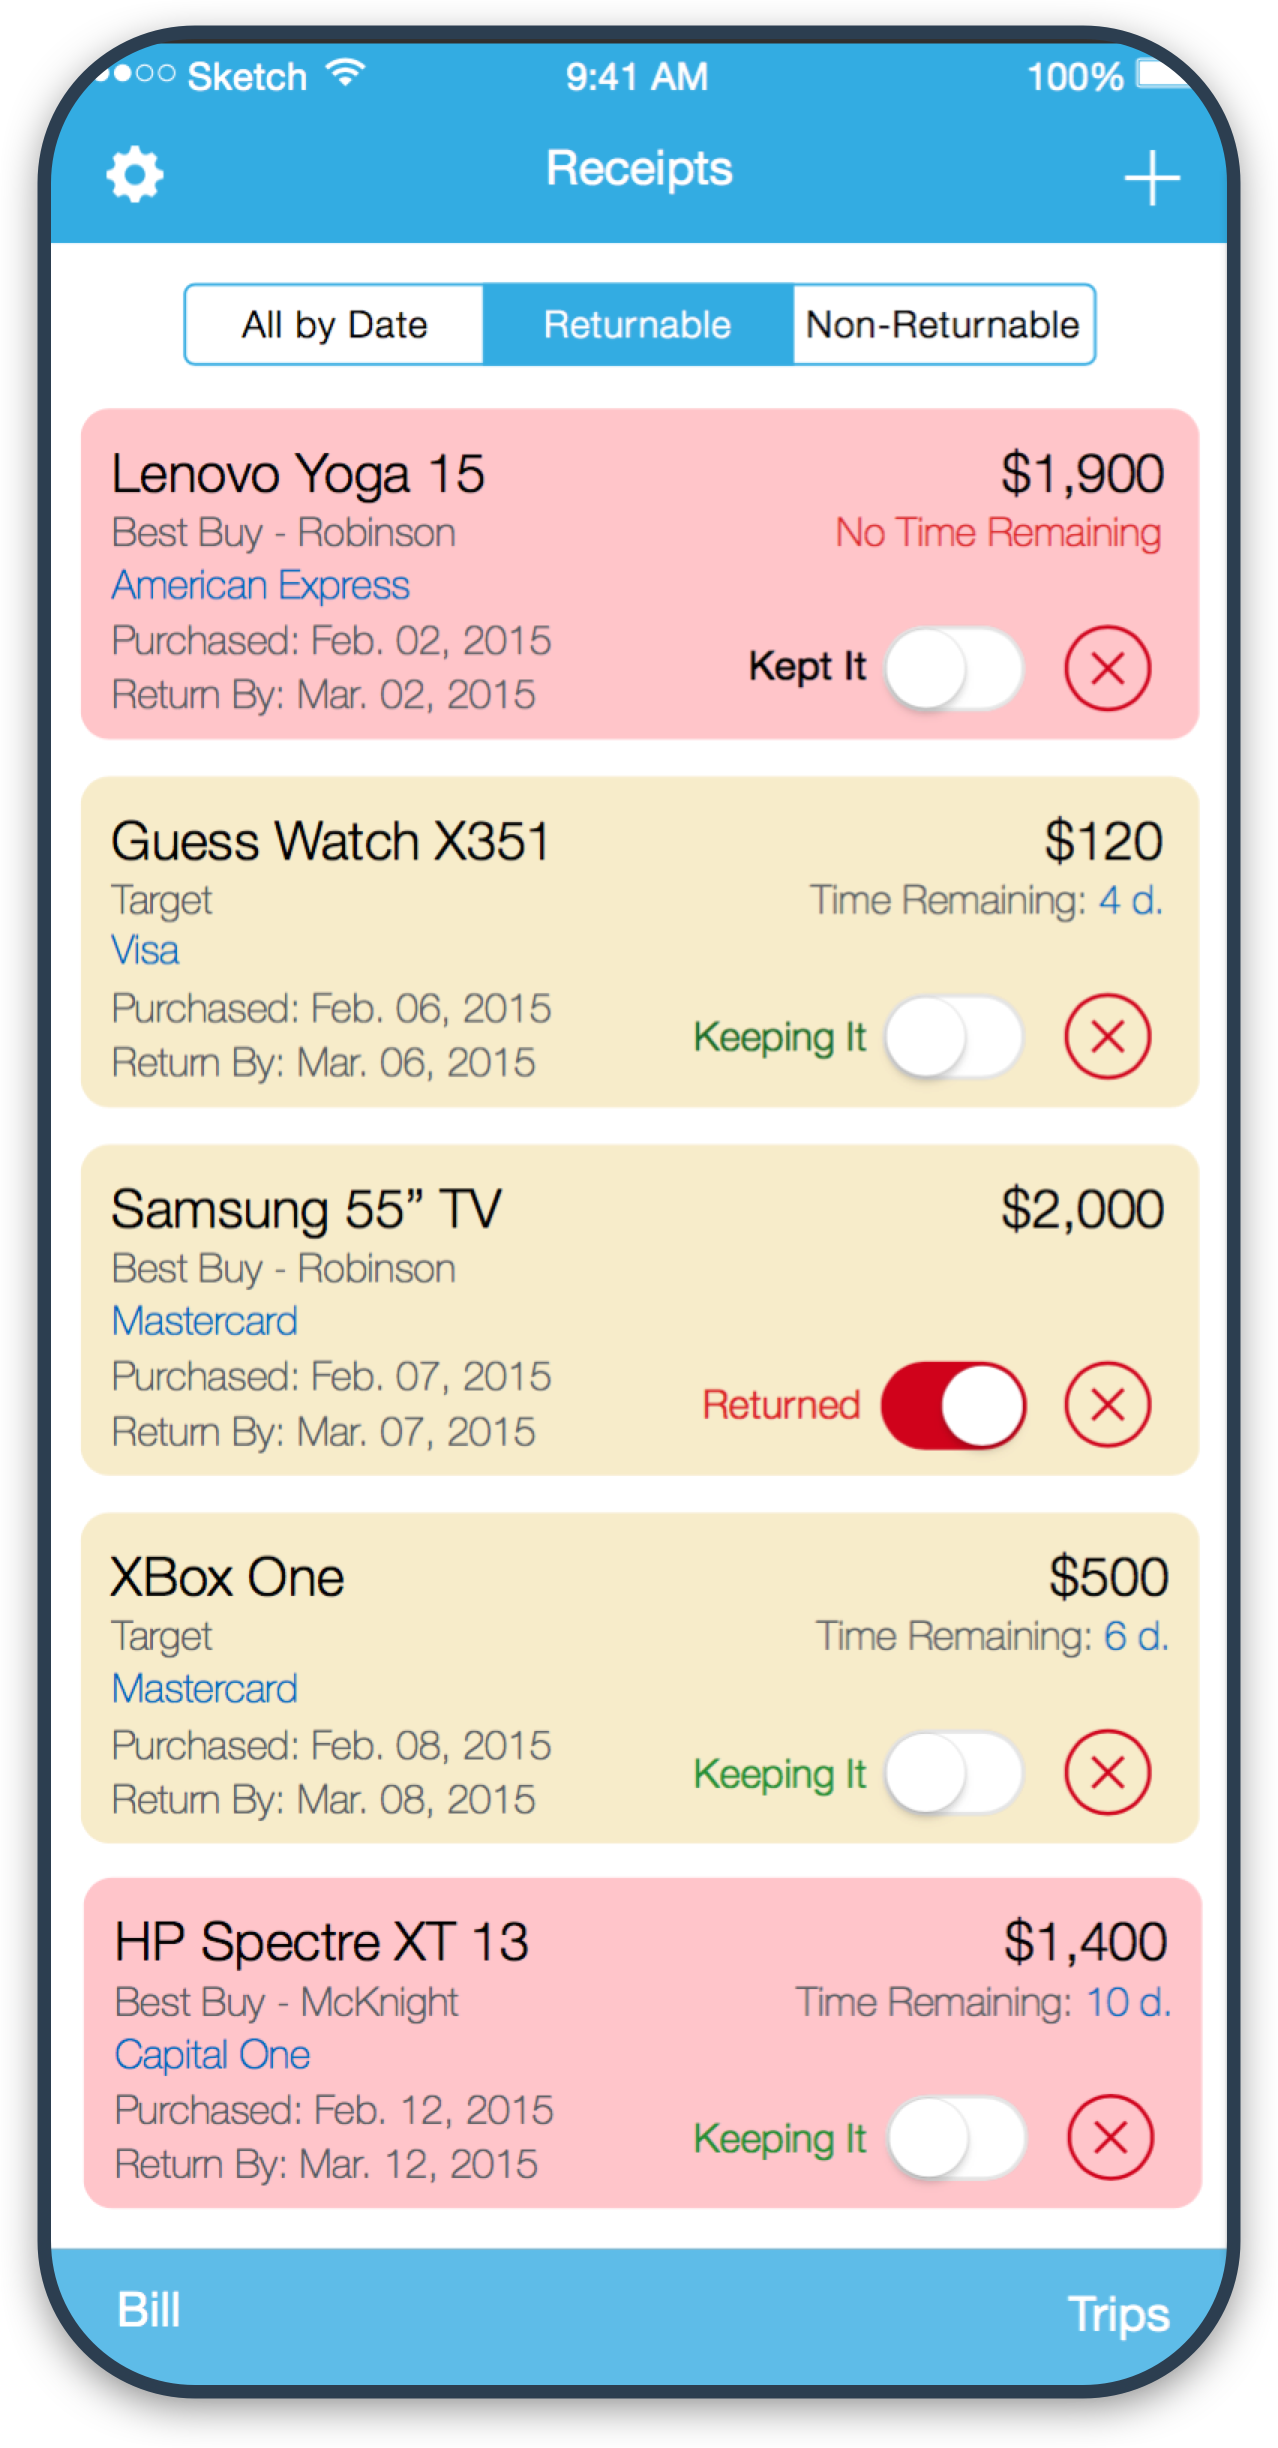 Sketch 9:41 AM 100%
Receipts
All by Date Returnable Non-Returnable
Lenovo Yoga 15 $1,900
Best Buy - Robinson No Time Remaining
American Express
Purchased: Feb. 02, 2015
Kept It
Return By: Mar. 02, 2015
Guess Watch X351 $120
Target Time Remaining: 4 d.
Visa
Purchased: Feb. 06, 2015
Keeping It
Return By: Mar. 06, 2015
Samsung 55” TV $2,000
Best Buy - Robinson
Mastercard
Purchased: Feb. 07, 2015
Returned
Return By: Mar. 07, 2015
XBox One $500
Target Time Remaining: 6 d.
Mastercard
Purchased: Feb. 08, 2015
Keeping It
Return By: Mar. 08, 2015
HP Spectre XT 13 $1,400
Best Buy - McKnight Time Remaining: 10 d.
Capital One
Purchased: Feb. 12, 2015
Keeping It
Return By: Mar. 12, 2015
Bill Trips